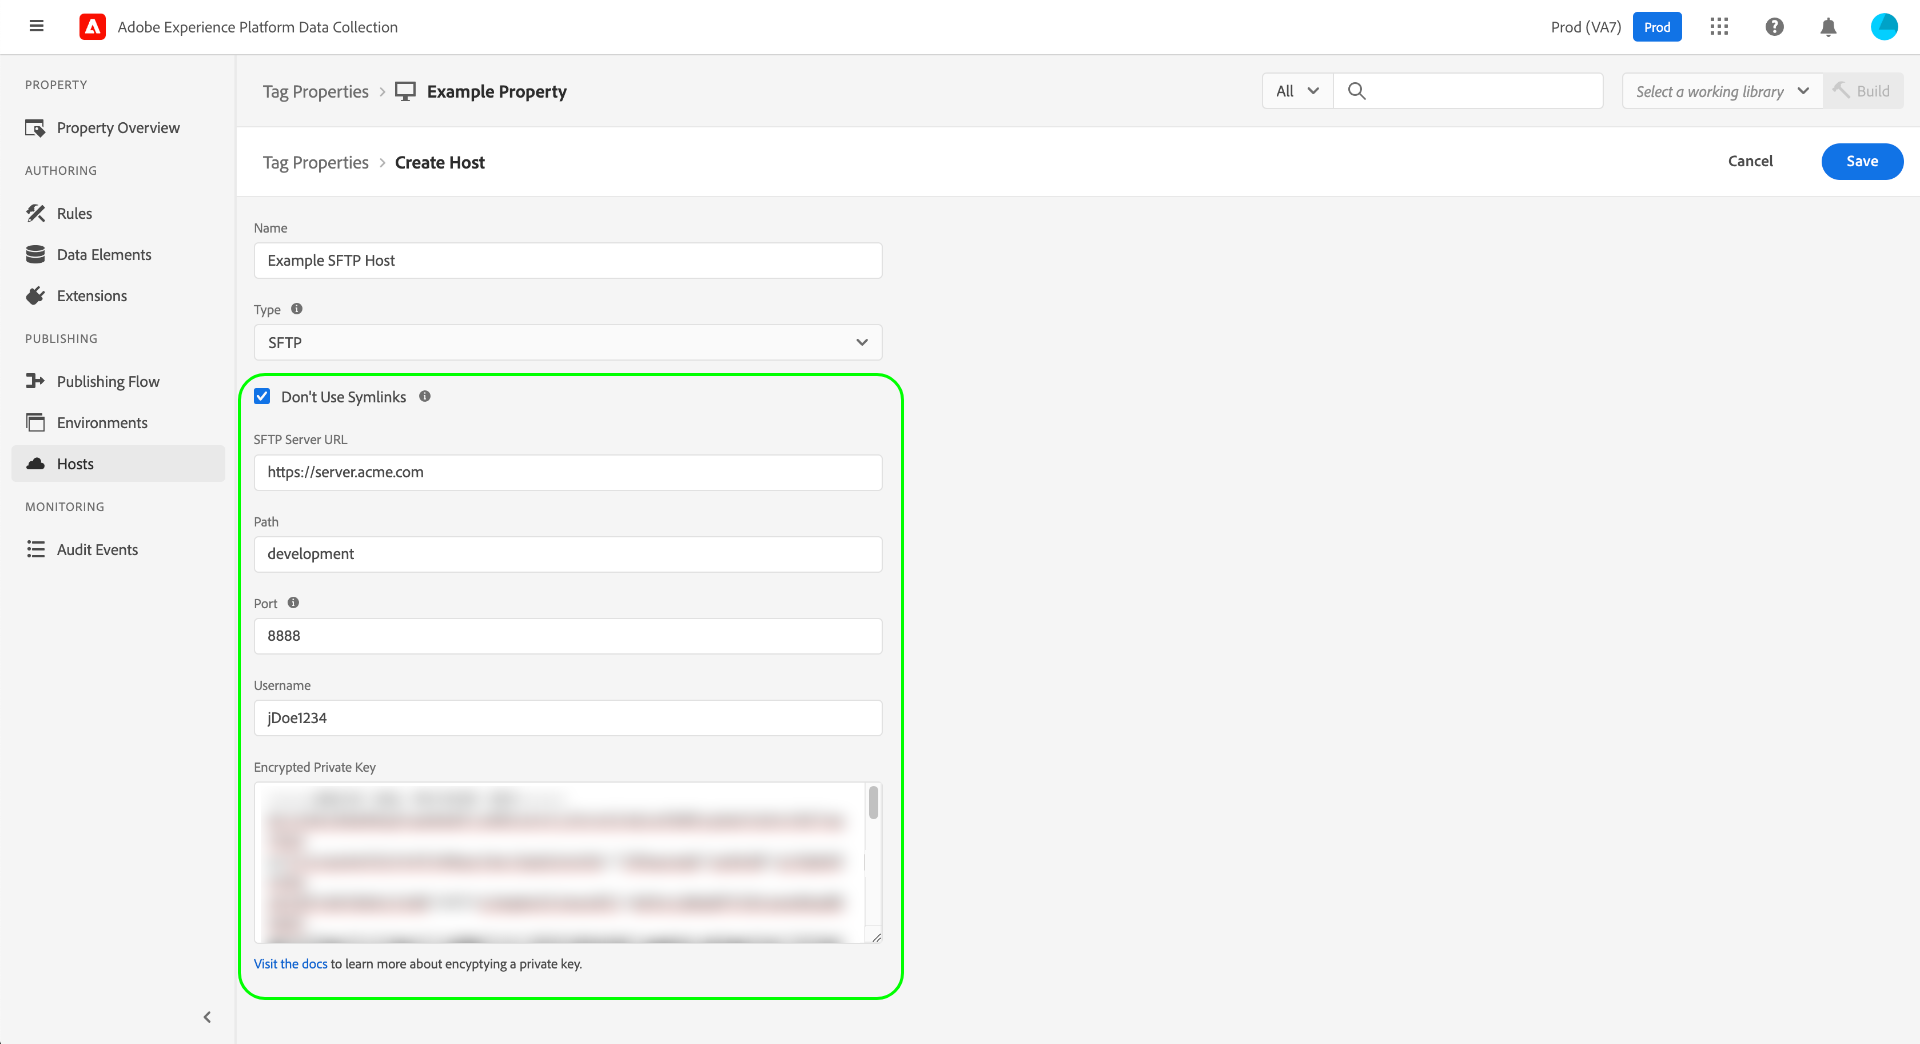 Adobe Experience Platform Data Collection
Prod (VA7)
Prod
PROPERTY
Property Overview
AUTHORING
Rules
Data Elements
Extensions
PUBLISHING
Publishing Flow
Environments
Hosts
MONITORING
Audit Events
Tag Properties > Example Property
All
Select a working library
Build
Tag Properties > Create Host
Cancel
Save
Name
Example SFTP Host
Type
SFTP
Don't Use Symlinks
SFTP Server URL
https://server.acme.com
Path
development
Port
8888
Username
jDoe1234
Encrypted Private Key
Visit the docs to learn more about encyptying a private key.